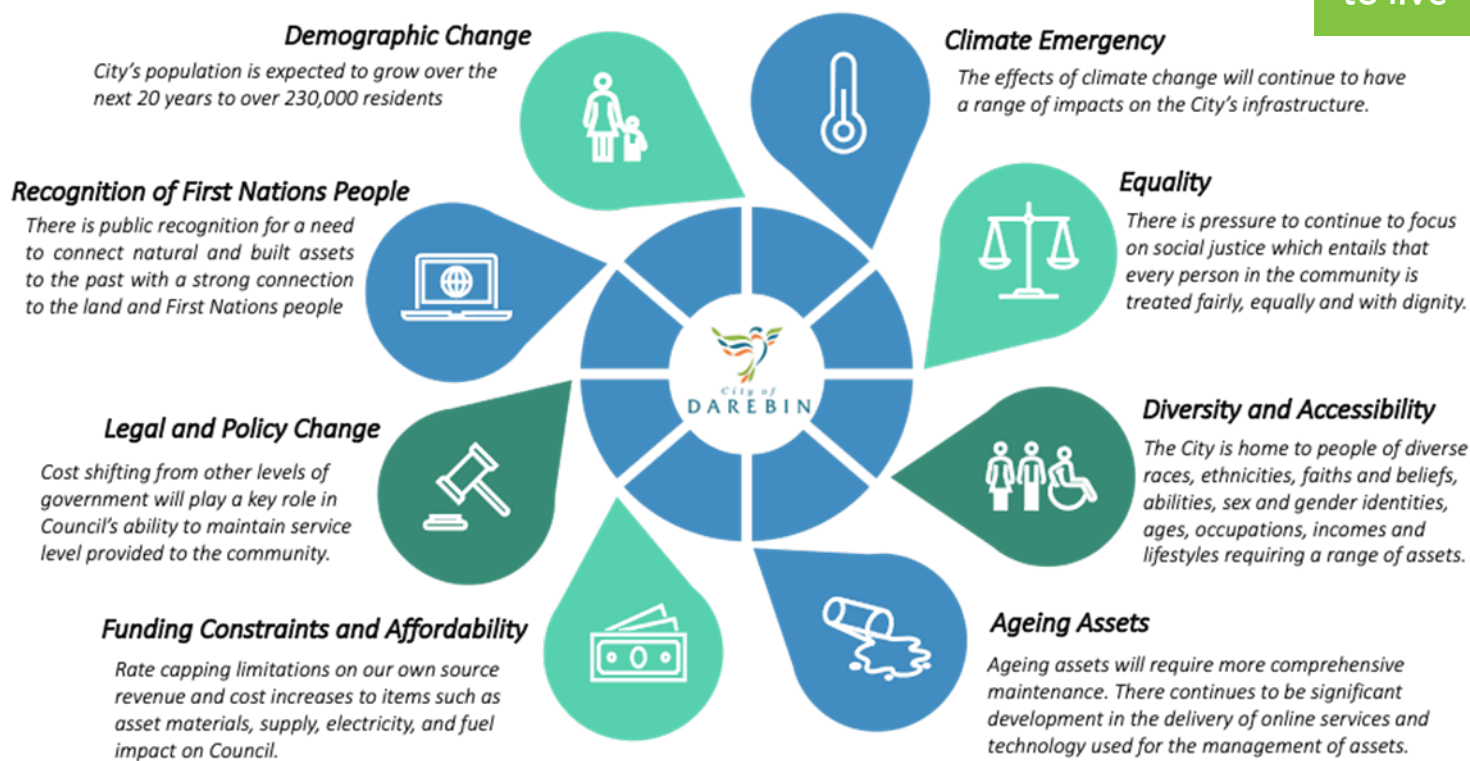 to live
Demographic Change
City's population is expected to grow over the
next 20 years to over 230,000 residents
Climate Emergency
The effects of climate change will continue to have
a range of impacts on the City's infrastructure.
Recognition of First Nations People
There is public recognition for a need
to connect natural and built assets
to the past with a strong connection
to the land and First Nations people
Equality
There is pressure to continue to focus
on social justice which entails that
every person in the community is
treated fairly, equally and with dignity.
City of
DAREBIN
Legal and Policy Change
Cost shifting from other levels of
government will play a key role in
Council's ability to maintain service
level provided to the community.
Diversity and Accessibility
The City is home to people of diverse
races, ethnicities, faiths and beliefs,
abilities, sex and gender identities,
ages, occupations, incomes and
lifestyles requiring a range of assets.
Funding Constraints and Affordability
Rate capping limitations on our own source
revenue and cost increases to items such as
asset materials, supply, electricity, and fuel
impact on Council.
Ageing Assets
Ageing assets will require more comprehensive
maintenance. There continues to be significant
development in the delivery of online services and
technology used for the management of assets.